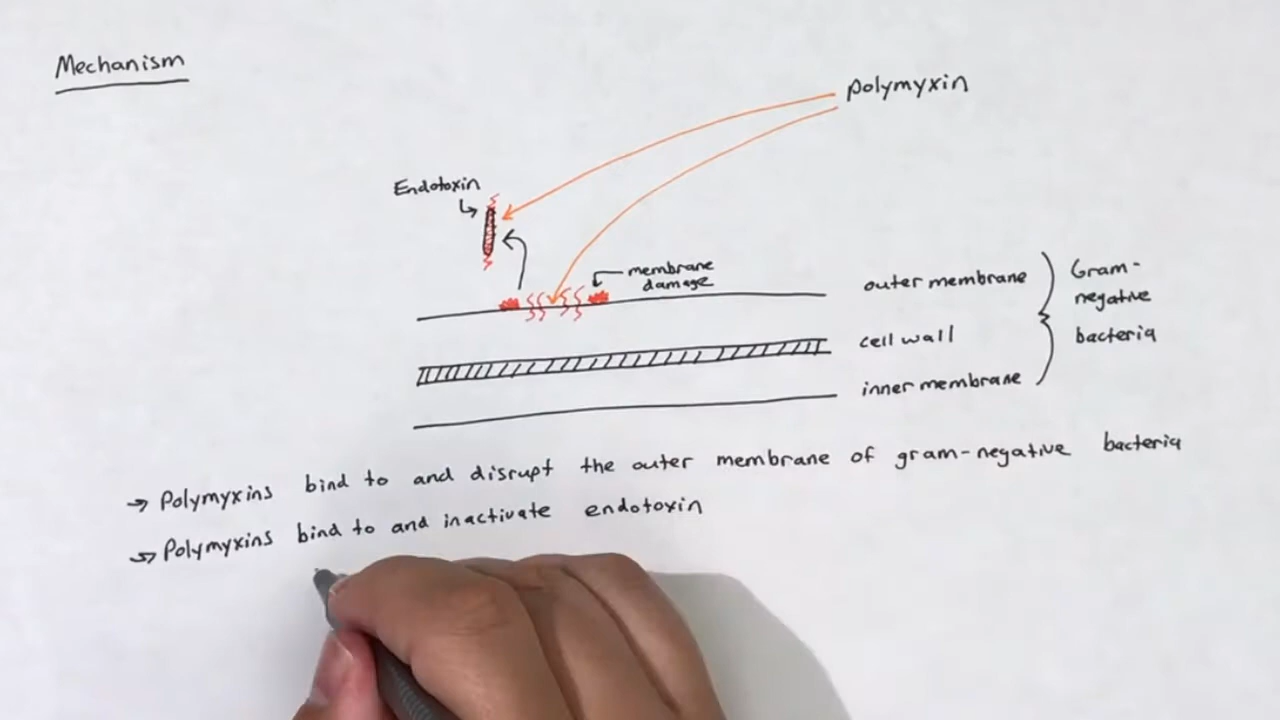 Mechanism
polymyxin
Endotoxin
membrane
damage
outer membrane
cell wall
inner membrane
Gram-
negative
bacteria
→ Polymyxins bind to and disrupt the outer membrane of gram-negative bacteria
→ Polymyxins bind to and inactivate endotoxin